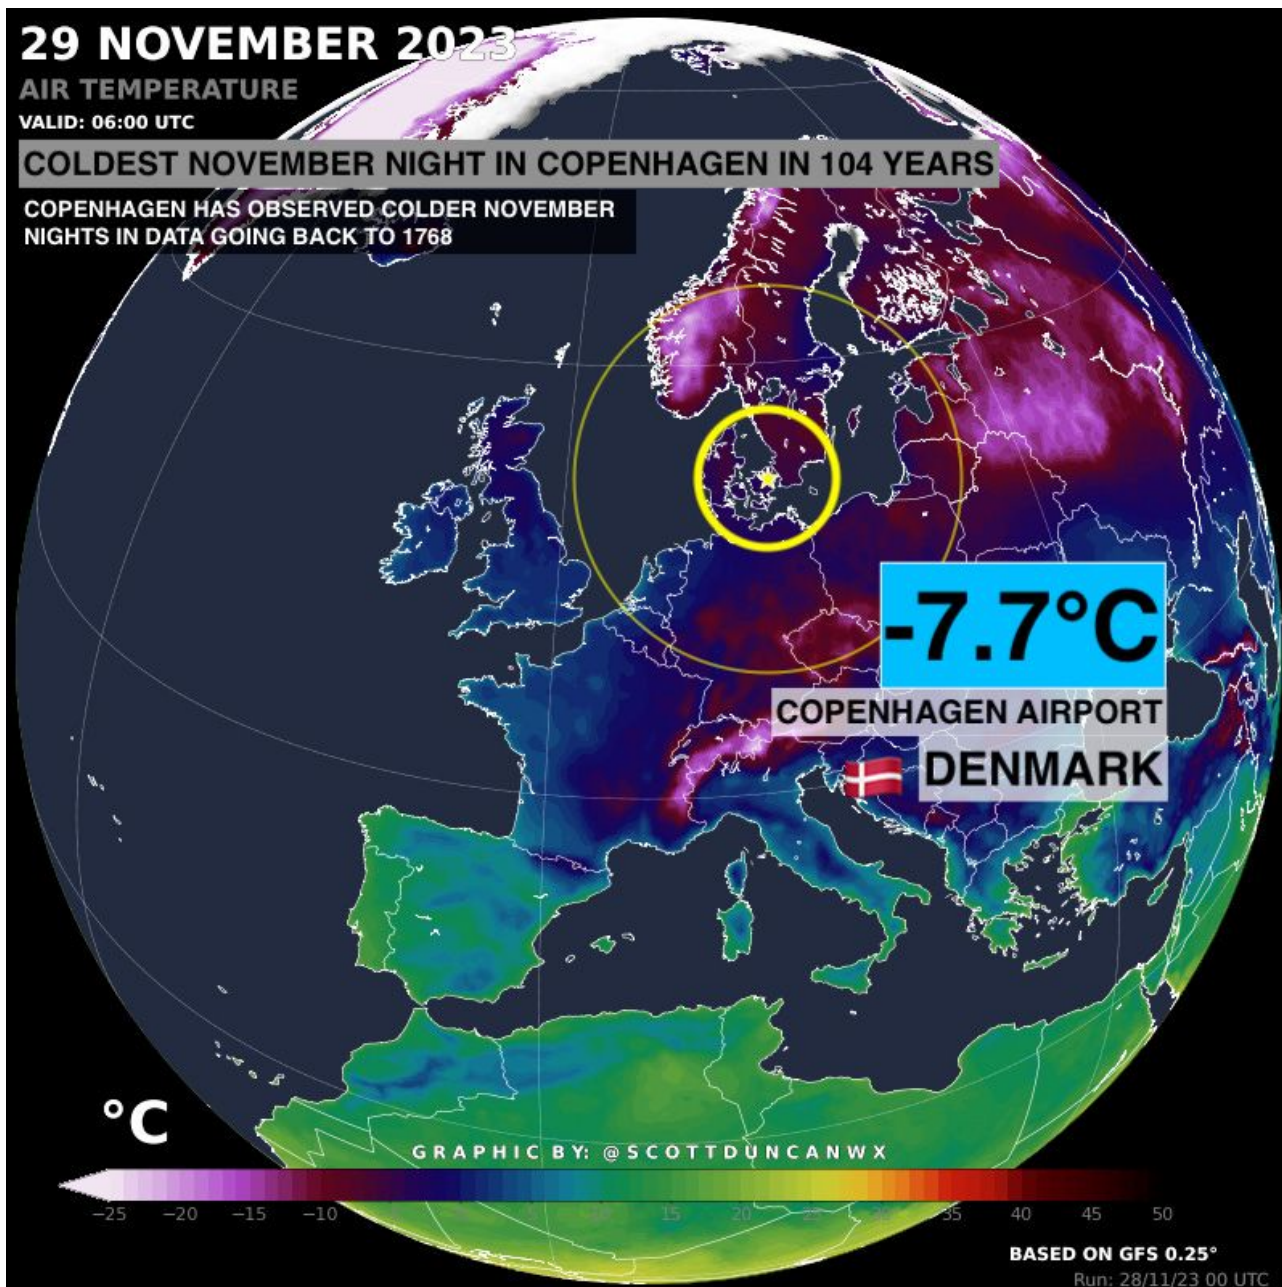 29 NOVEMBER 2023
AIR TEMPERATURE
VALID: 06:00 UTC
COLDEST NOVEMBER NIGHT IN COPENHAGEN IN 104 YEARS
COPENHAGEN HAS OBSERVED COLDER NOVEMBER
NIGHTS IN DATA GOING BACK TO 1768
-7.7°C
COPENHAGEN AIRPORT
DENMARK
°C
GRAPHIC BY: @SCOTTDUNCANWX
−25 −20 −15 −10 10 15 20 25 30 35 40 45 50
BASED ON GFS 0.25°
Run: 28/11/23 00 UTC